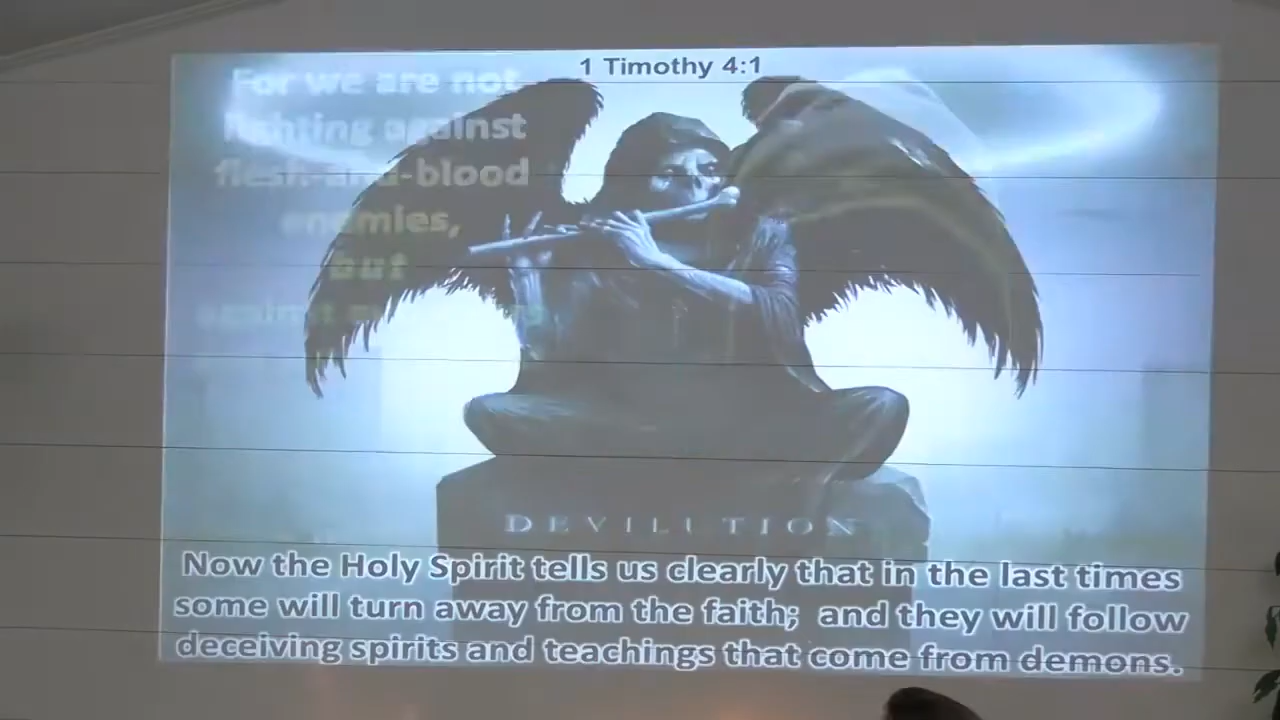 1 Timothy 4:1
For we are not
fighting against
flesh-and-blood
enemies,
but
against
DEVILUTION
Now the Holy Spirit tells us clearly that in the last times
some will turn away from the faith;  and they will follow
deceiving spirits and teachings that come from demons.